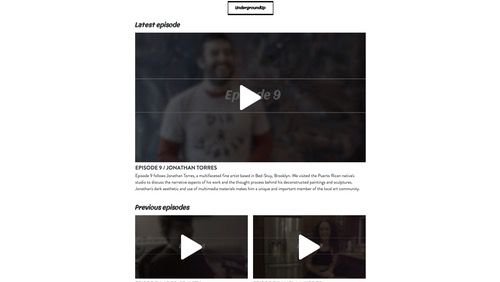 UndergroundUp
Latest episode
Episode 9
EPISODE 9 / JONATHAN TORRES
Episode 9 follows Jonathan Torres, a multifaceted fine artist based in Bed-Stuy, Brooklyn. We visited the Puerto Rican native's
studio to discuss the narrative aspects of his work and the thought process behind his deconstructed paintings and sculptures.
Jonathan's dark aesthetic and use of multimedia materials makes him a unique and important member of the local art community.
Previous episodes